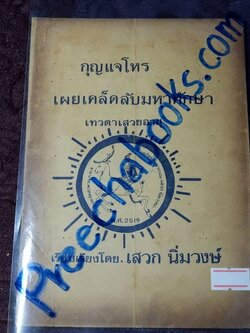 กุญแจโหร
เผยเคล็ดลับมหาทักษา
เทวดาเสวยอายุ
พ.ศ. 2519
เรียบเรียงโดย. เสวก นิ่มวงษ์
Preechabooks.com